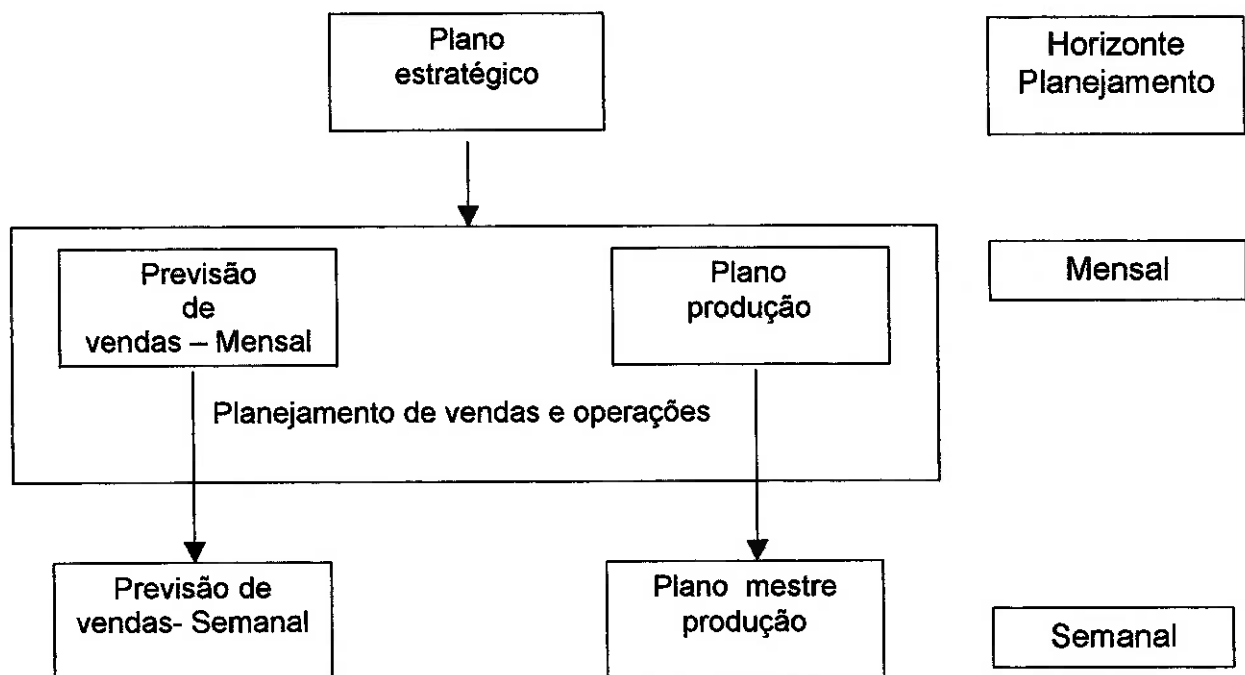 Plano
estratégico
Horizonte
Planejamento
Previsão
de
vendas – Mensal
Plano
produção
Mensal
Planejamento de vendas e operações
Previsão de
vendas- Semanal
Plano mestre
produção
Semanal